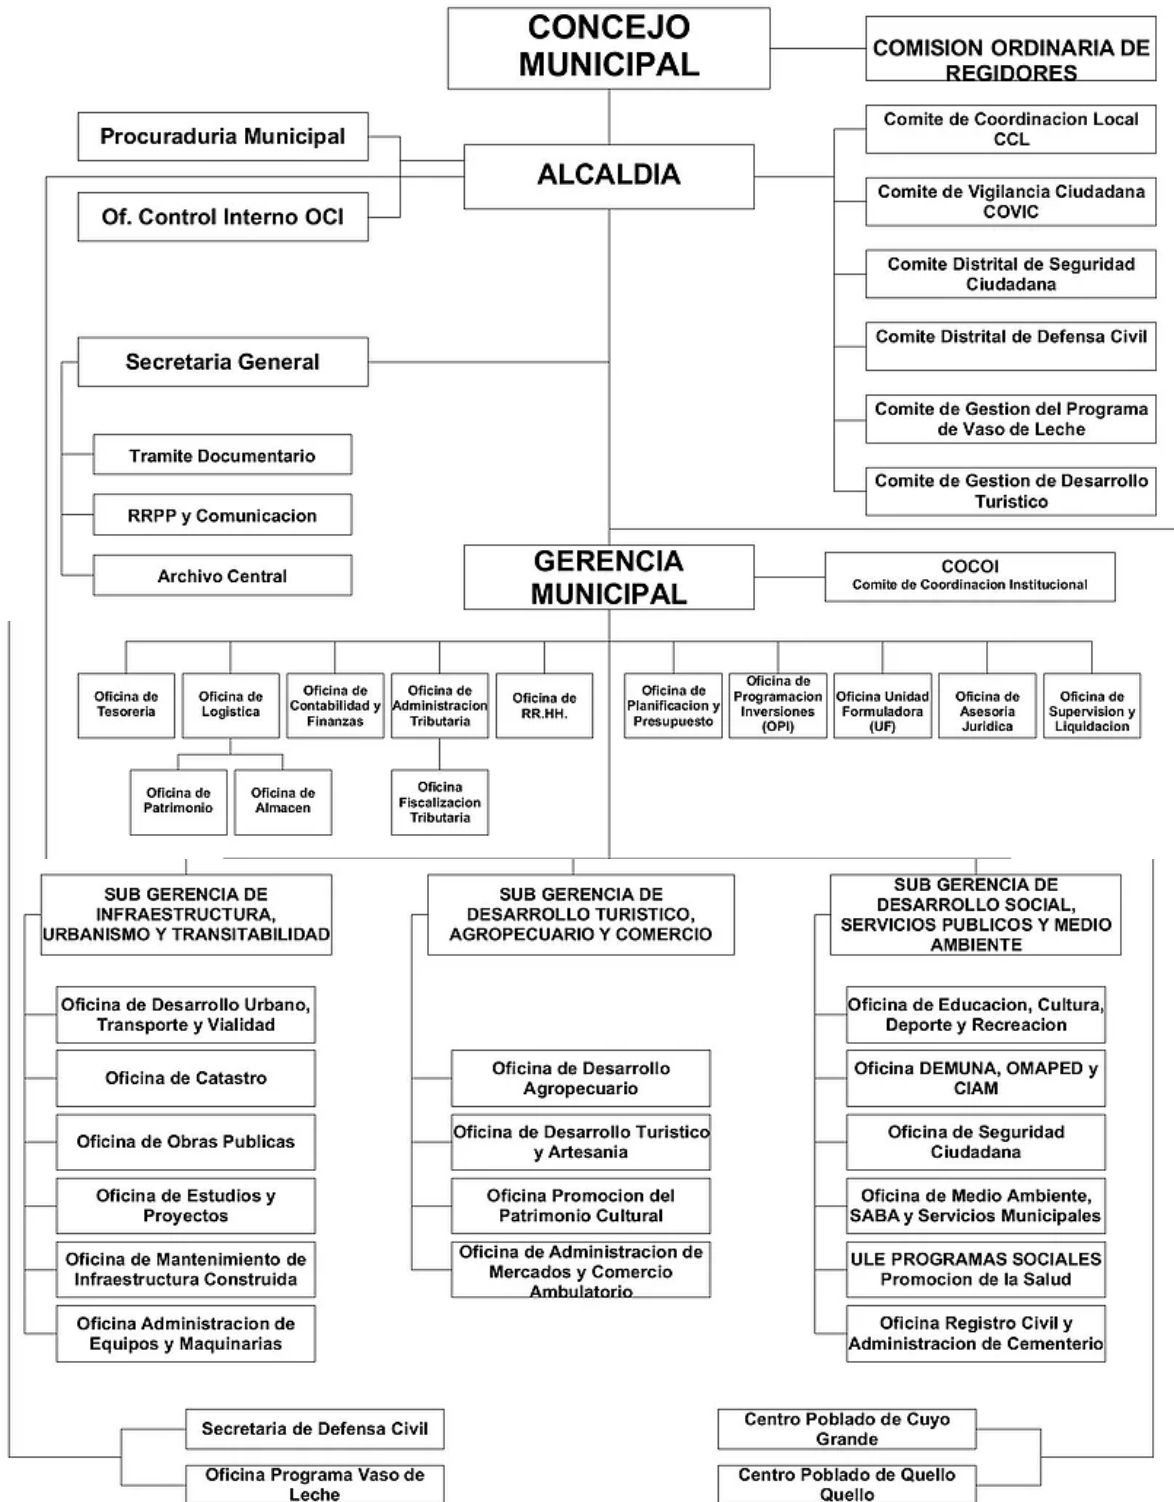 CONCEJO
MUNICIPAL
COMISION ORDINARIA DE
REGIDORES
Procuraduria Municipal
Of. Control Interno OCI
ALCALDIA
Comite de Coordinacion Local
CCL
Comite de Vigilancia Ciudadana
COVIC
Comite Distrital de Seguridad
Ciudadana
Comite Distrital de Defensa Civil
Comite de Gestion del Programa
de Vaso de Leche
Comite de Gestion de Desarrollo
Turistico
Secretaria General
Tramite Documentario
RRPP y Comunicacion
Archivo Central
GERENCIA
MUNICIPAL
COCOI
Comite de Coordinacion Institucional
Oficina de
Tesoreria
Oficina de
Logistica
Oficina de
Contabilidad y
Finanzas
Oficina de
Administracion
Tributaria
Oficina de
RR.HH.
Oficina de
Planificacion y
Presupuesto
Oficina de
Programacion
Inversiones
(OPI)
Oficina Unidad
Formuladora
(UF)
Oficina de
Asesoria
Juridica
Oficina de
Supervision y
Liquidacion
Oficina de
Patrimonio
Oficina de
Almacen
Oficina
Fiscalizacion
Tributaria
SUB GERENCIA DE
INFRAESTRUCTURA,
URBANISMO Y TRANSITABILIDAD
Oficina de Desarrollo Urbano,
Transporte y Vialidad
Oficina de Catastro
Oficina de Obras Publicas
Oficina de Estudios y
Proyectos
Oficina de Mantenimiento de
Infraestructura Construida
Oficina Administracion de
Equipos y Maquinarias
SUB GERENCIA DE
DESARROLLO TURISTICO,
AGROPECUARIO Y COMERCIO
Oficina de Desarrollo
Agropecuario
Oficina de Desarrollo Turistico
y Artesania
Oficina Promocion del
Patrimonio Cultural
Oficina de Administracion de
Mercados y Comercio
Ambulatorio
SUB GERENCIA DE
DESARROLLO SOCIAL,
SERVICIOS PUBLICOS Y MEDIO
AMBIENTE
Oficina de Educacion, Cultura,
Deporte y Recreacion
Oficina DEMUNA, OMAPED y
CIAM
Oficina de Seguridad
Ciudadana
Oficina de Medio Ambiente,
SABA y Servicios Municipales
ULE PROGRAMAS SOCIALES
Promocion de la Salud
Oficina Registro Civil y
Administracion de Cementerio
Secretaria de Defensa Civil
Oficina Programa Vaso de
Leche
Centro Poblado de Cuyo
Grande
Centro Poblado de Quello
Quello